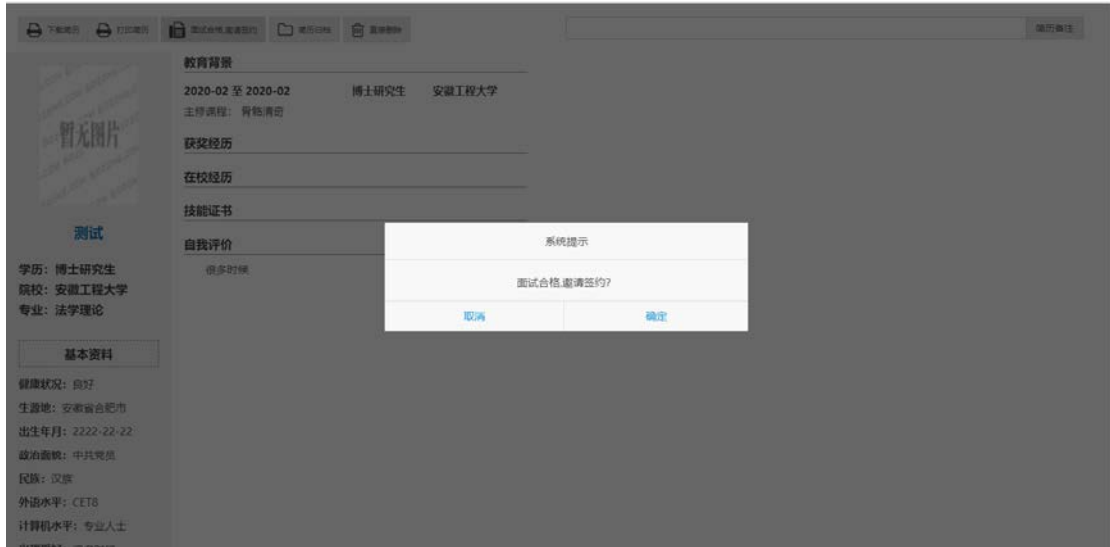 下载简历 打印简历 面试合格,邀请签约 简历归档 直接删除 简历备注
暂无图片
测试
学历：博士研究生
院校：安徽工程大学
专业：法学理论
基本资料
健康状况：良好
生源地：安徽省合肥市
出生年月：2222-22-22
政治面貌：中共党员
民族：汉族
外语水平：CET8
计算机水平：专业人士
教育背景
2020-02 至 2020-02 博士研究生 安徽工程大学
主修课程： 骨骼清奇
获奖经历
在校经历
技能证书
自我评价
很多时候
系统提示
面试合格,邀请签约?
取消 确定